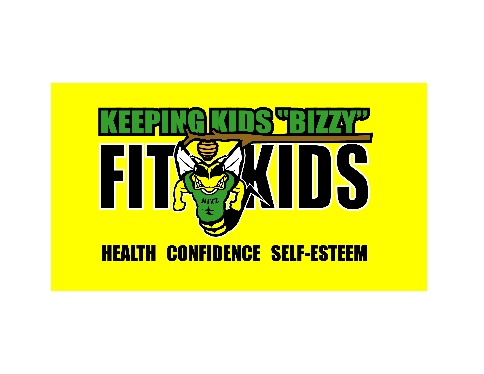 KEEPING KIDS "BIZZY"
FIT KIDS
HEALTH CONFIDENCE SELF-ESTEEM